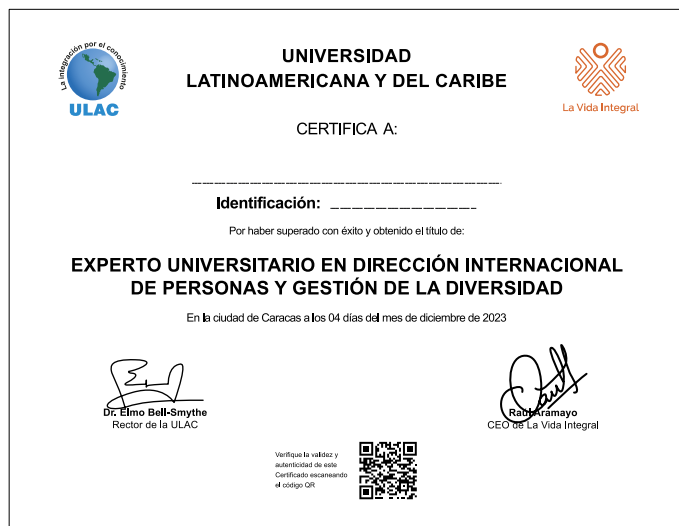 La integración por el conocimiento
ULAC
UNIVERSIDAD
LATINOAMERICANA Y DEL CARIBE
La Vida Integral
CERTIFICA A:
Identificación:
Por haber superado con éxito y obtenido el título de:
EXPERTO UNIVERSITARIO EN DIRECCIÓN INTERNACIONAL
DE PERSONAS Y GESTIÓN DE LA DIVERSIDAD
En la ciudad de Caracas a los 04 días del mes de diciembre de 2023
Dr. Elmo Bell-Smythe
Rector de la ULAC
Raúl Aramayo
CEO de La Vida Integral
Verifique la validez y
autenticidad de este
Certificado escaneando
el código QR